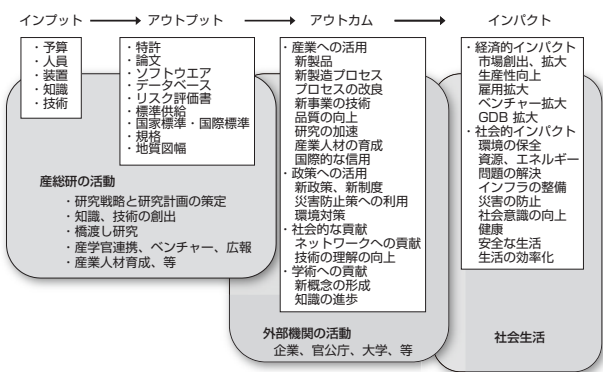 インプット → アウトプット → アウトカム → インパクト
・予算
・人員
・装置
・知識
・技術
・特許
・論文
・ソフトウエア
・データベース
・リスク評価書
・標準供給
・国家標準・国際標準
・規格
・地質図幅
・産業への活用
新製品
新製造プロセス
プロセスの改良
新事業の技術
品質の向上
研究の加速
産業人材の育成
国際的な信用
・政策への活用
新政策、新制度
災害防止策への利用
環境対策
・社会的な貢献
ネットワークへの貢献
技術の理解の向上
・学術への貢献
新概念の形成
知識の進歩
・経済的インパクト
市場創出、拡大
生産性向上
雇用拡大
ベンチャー拡大
GDB 拡大
・社会的インパクト
環境の保全
資源、エネルギー
問題の解決
インフラの整備
災害の防止
社会意識の向上
健康
安全な生活
生活の効率化
産総研の活動
・研究戦略と研究計画の策定
・知識、技術の創出
・橋渡し研究
・産学官連携、ベンチャー、広報
・産業人材育成、等
外部機関の活動
企業、官公庁、大学、等
社会生活